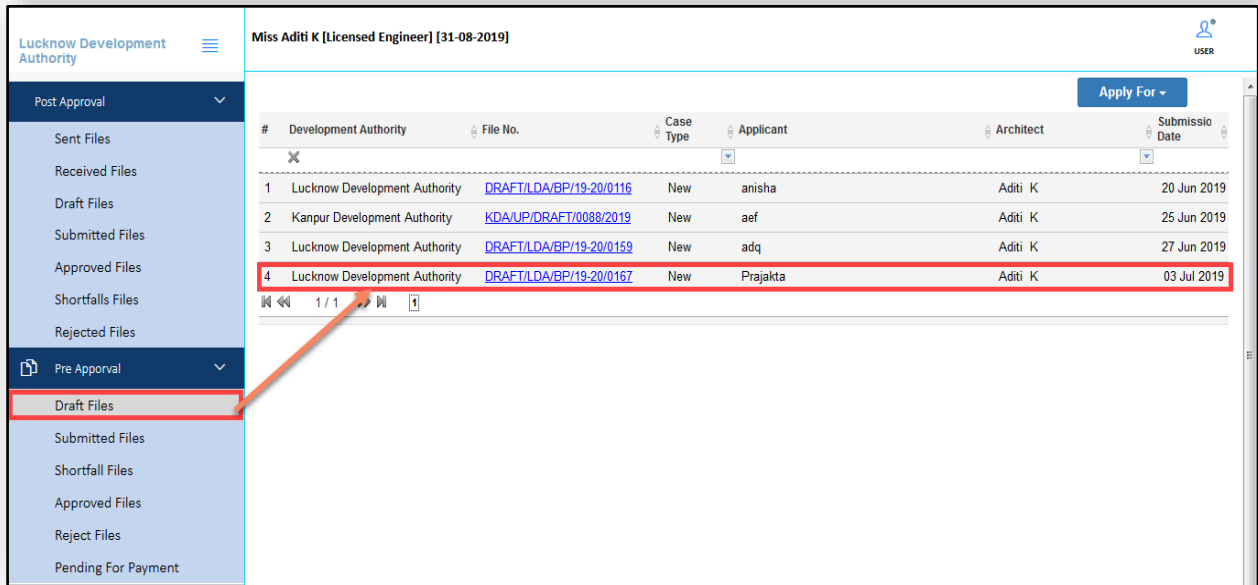 Lucknow Development
Authority
Miss Aditi K [Licensed Engineer] [31-08-2019]
USER
Post Approval
Sent Files
Received Files
Draft Files
Submitted Files
Approved Files
Shortfalls Files
Rejected Files
Pre Apporval
Draft Files
Submitted Files
Shortfall Files
Approved Files
Reject Files
Pending For Payment
Apply For
# Development Authority File No. Case Type Applicant Architect Submissio Date
1 Lucknow Development Authority DRAFT/LDA/BP/19-20/0116 New anisha Aditi K 20 Jun 2019
2 Kanpur Development Authority KDA/UP/DRAFT/0088/2019 New aef Aditi K 25 Jun 2019
3 Lucknow Development Authority DRAFT/LDA/BP/19-20/0159 New adq Aditi K 27 Jun 2019
4 Lucknow Development Authority DRAFT/LDA/BP/19-20/0167 New Prajakta Aditi K 03 Jul 2019
1 / 1 1